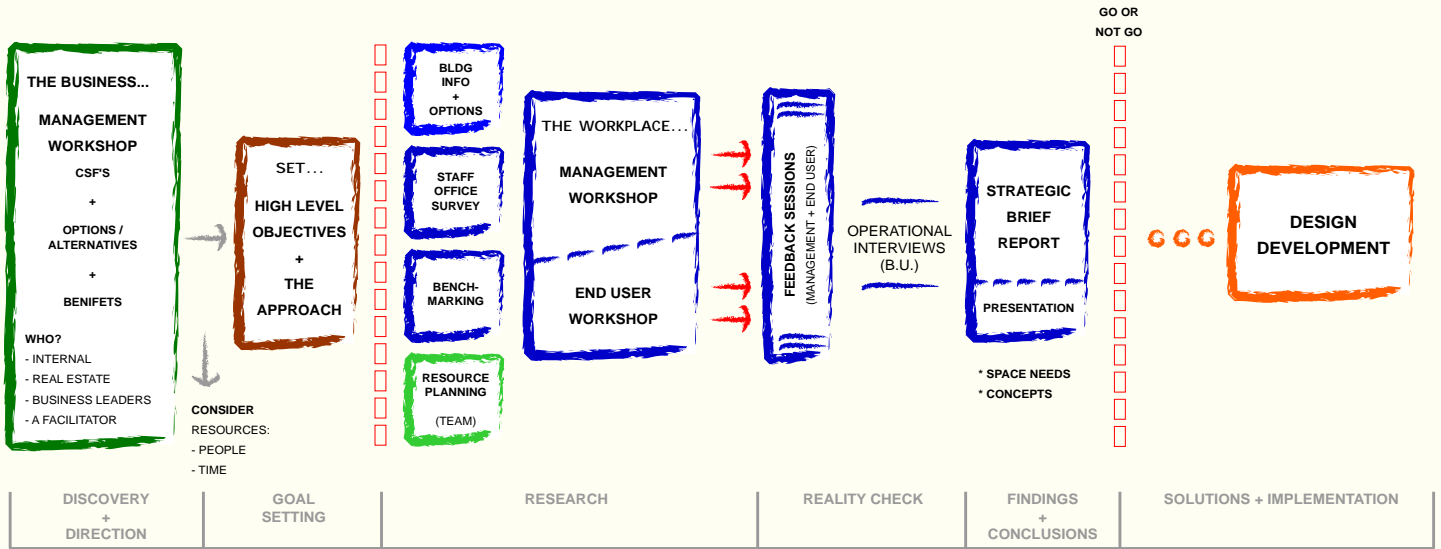 THE BUSINESS...
MANAGEMENT
WORKSHOP
CSF'S
+
OPTIONS /
ALTERNATIVES
+
BENIFETS
WHO?
- INTERNAL
- REAL ESTATE
- BUSINESS LEADERS
- A FACILITATOR
CONSIDER
RESOURCES:
- PEOPLE
- TIME
SET...
HIGH LEVEL
OBJECTIVES
+
THE
APPROACH
BLDG
INFO
+
OPTIONS
STAFF
OFFICE
SURVEY
BENCH-
MARKING
RESOURCE
PLANNING
(TEAM)
THE WORKPLACE...
MANAGEMENT
WORKSHOP
END USER
WORKSHOP
FEEDBACK SESSIONS
(MANAGEMENT + END USER)
OPERATIONAL
INTERVIEWS
(B.U.)
STRATEGIC
BRIEF
REPORT
PRESENTATION
* SPACE NEEDS
* CONCEPTS
GO OR
NOT GO
DESIGN
DEVELOPMENT
DISCOVERY
+
DIRECTION
GOAL
SETTING
RESEARCH
REALITY CHECK
FINDINGS
+
CONCLUSIONS
SOLUTIONS + IMPLEMENTATION